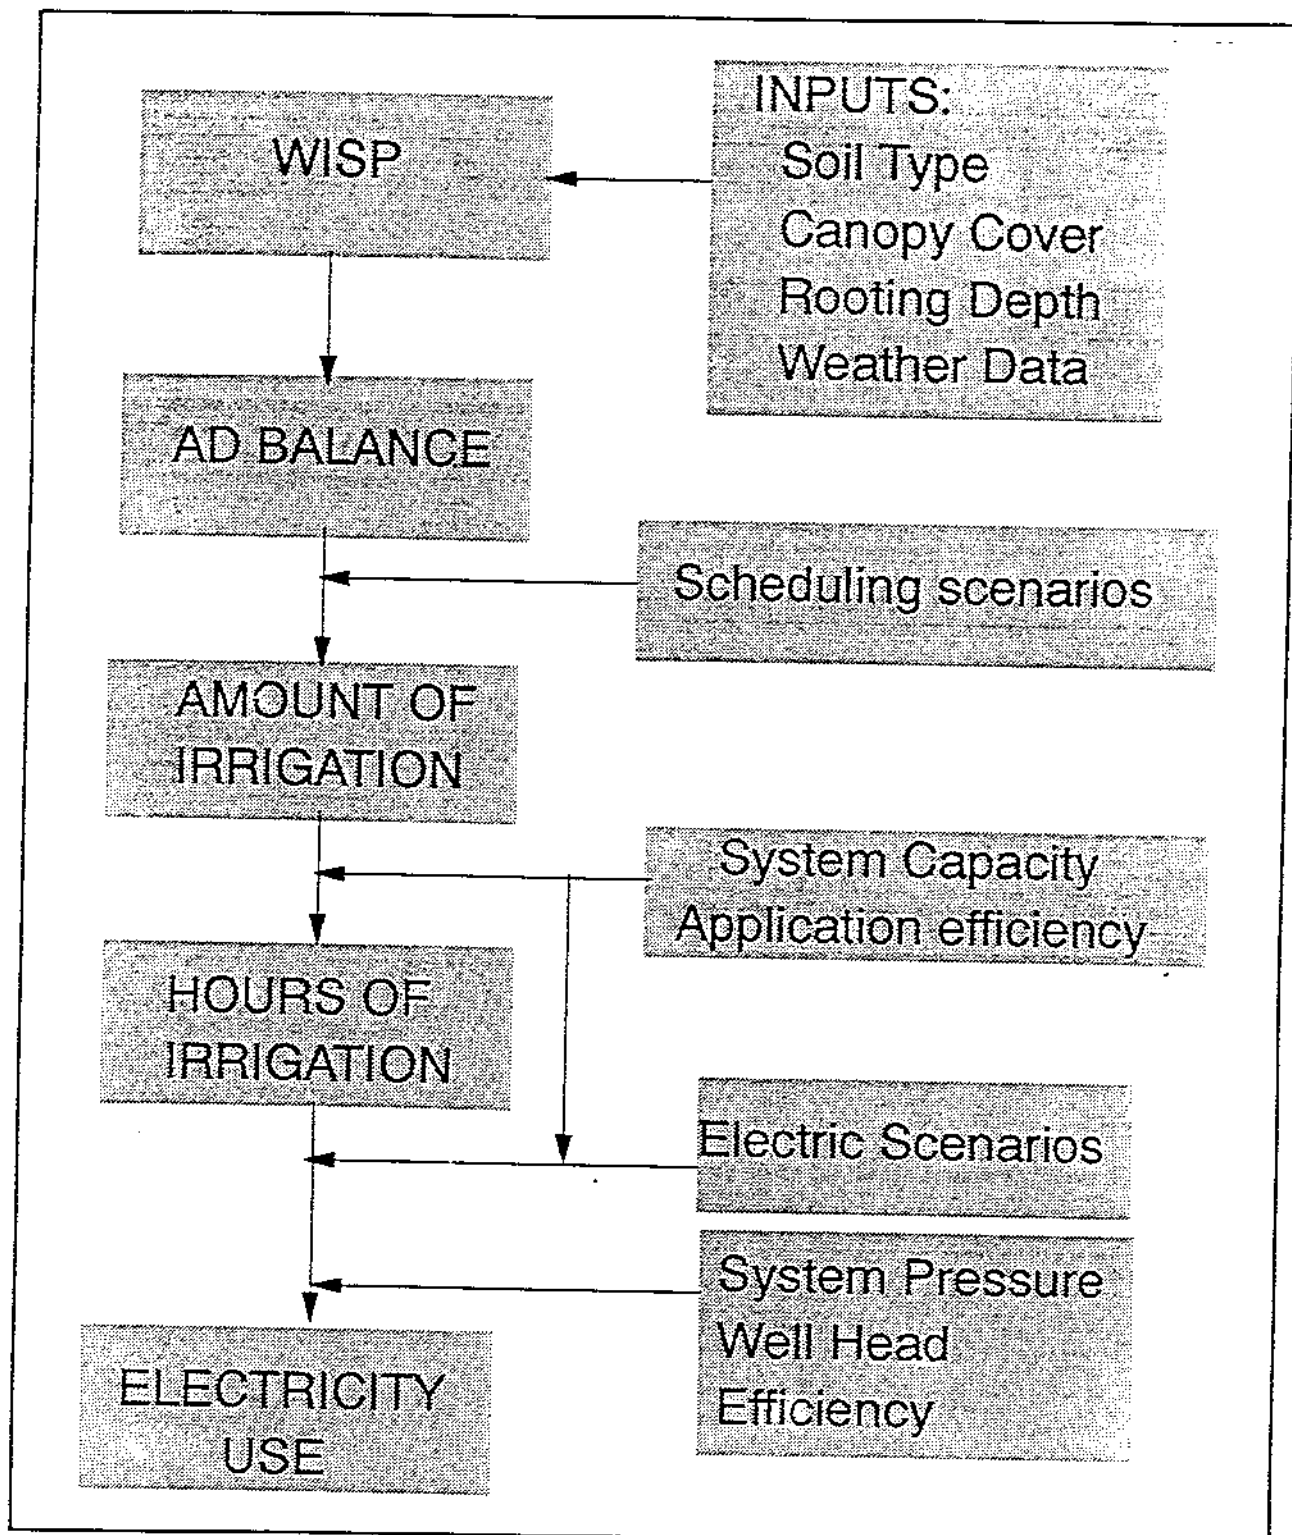 WISP
INPUTS:
Soil Type
Canopy Cover
Rooting Depth
Weather Data
AD BALANCE
Scheduling scenarios
AMOUNT OF
IRRIGATION
System Capacity
Application efficiency
HOURS OF
IRRIGATION
Electric Scenarios
System Pressure
Well Head
Efficiency
ELECTRICITY
USE